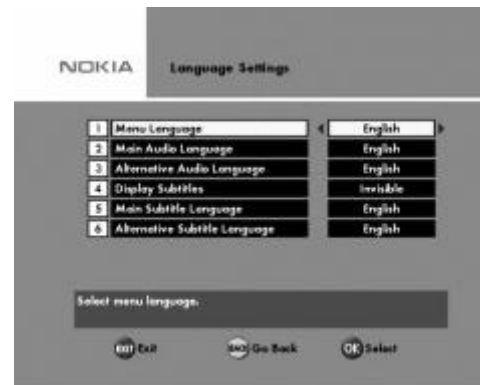 NOKIA Language Settings
1 Menu Language English
2 Main Audio Language English
3 Alternative Audio Language English
4 Display Subtitles Invisible
5 Main Subtitle Language English
6 Alternative Subtitle Language English
Select menu language.
EXIT Exit BACK Go Back OK Select